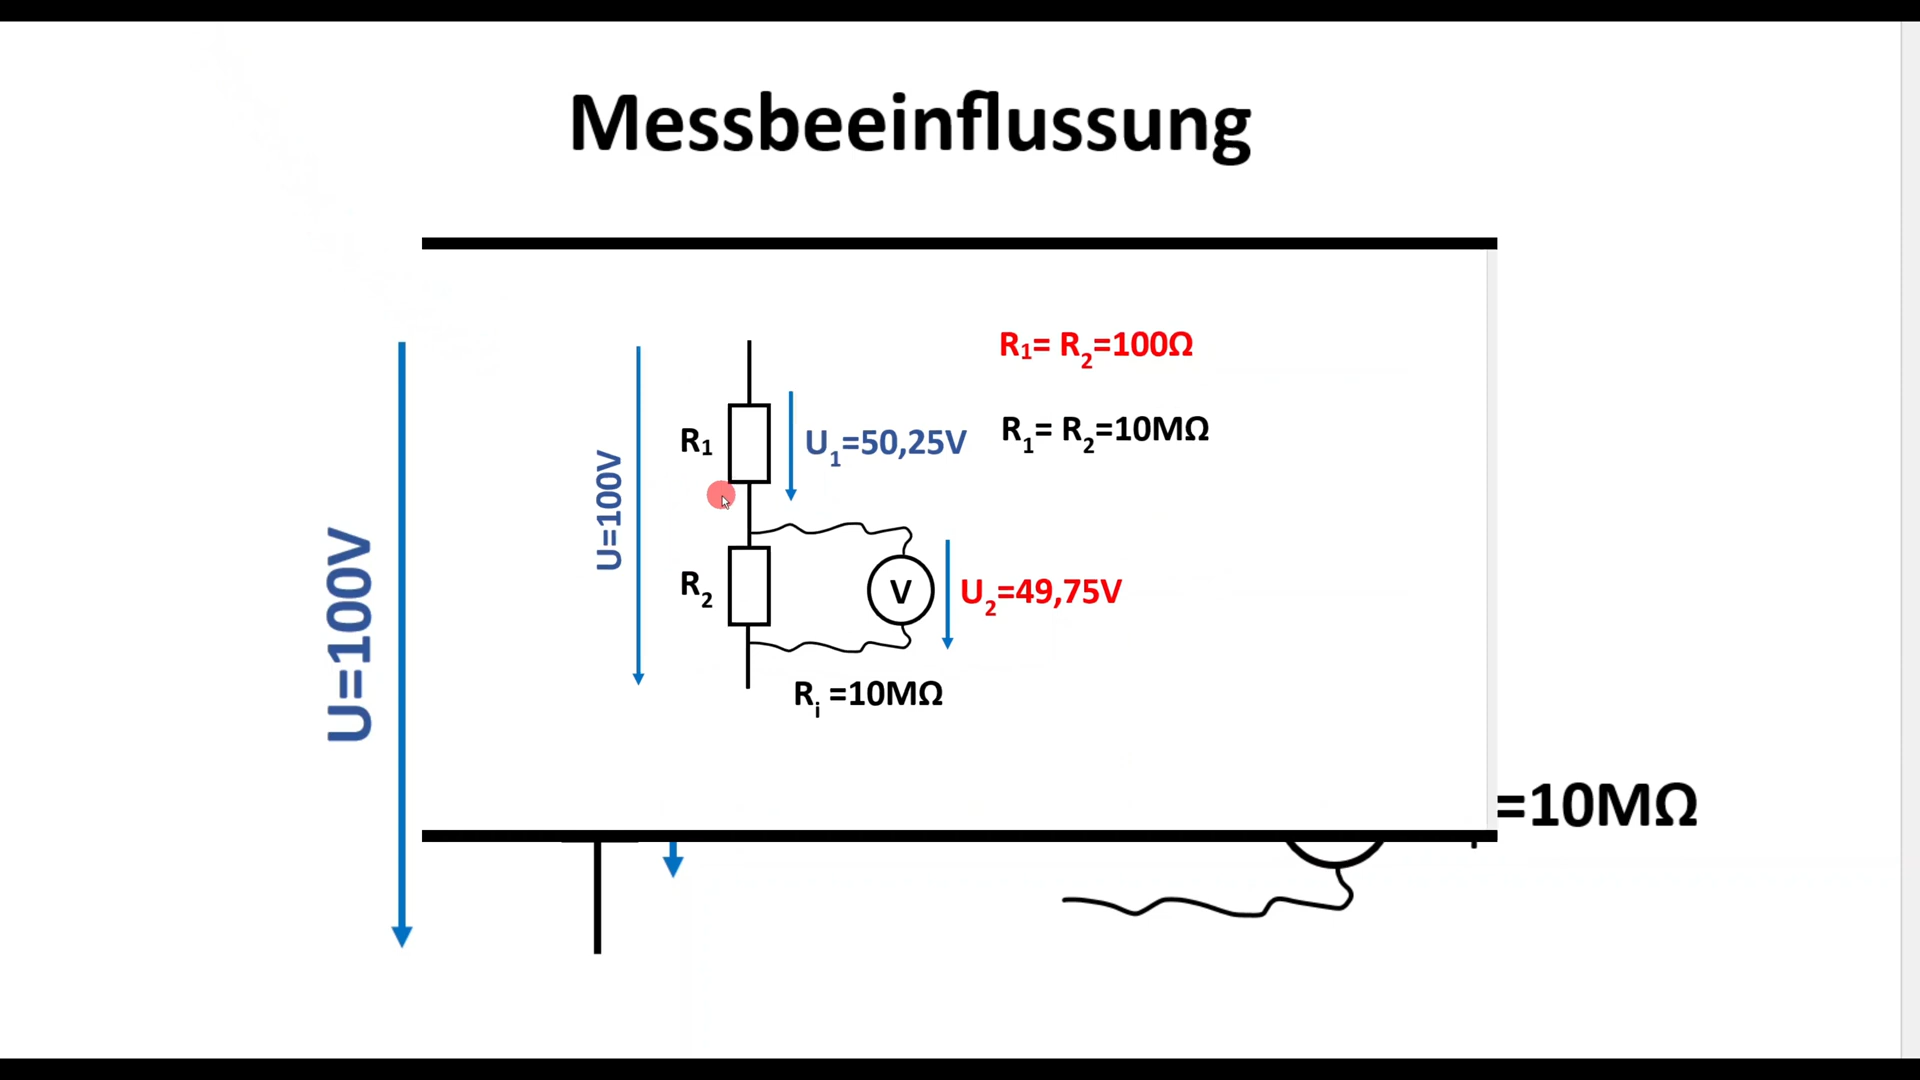 Messbeeinflussung
R₁= R₂=100Ω
R₁
U₁=50,25V
R₁= R₂=10MΩ
U=100V
U=100V
R₂
V
U₂=49,75V
Rᵢ =10MΩ
=10MΩ